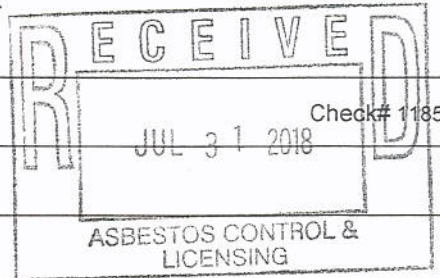 RECEIVED
Check# 1185
JUL 31 2018
ASBESTOS CONTROL &
LICENSING